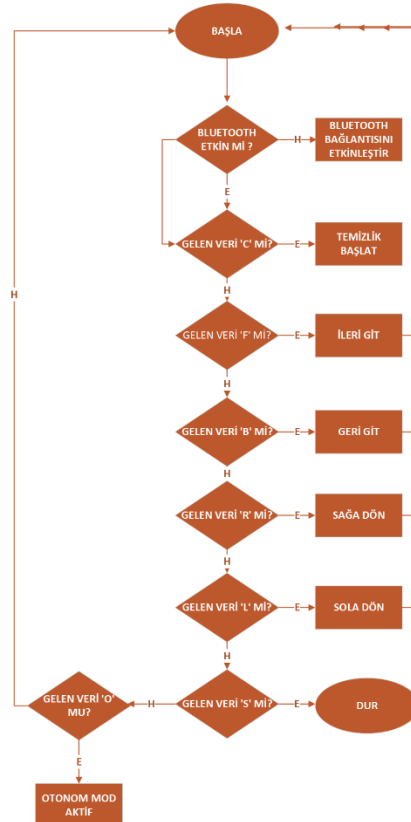 BAŞLA
BLUETOOTH
ETKİN Mİ ?
H
BLUETOOTH
BAĞLANTISINI
ETKİNLEŞTİR
E
GELEN VERİ 'C' Mİ?
E
TEMİZLİK
BAŞLAT
H
H
GELEN VERİ 'F' Mİ?
E
İLERİ GİT
H
GELEN VERİ 'B' Mİ?
E
GERİ GİT
H
GELEN VERİ 'R' Mİ?
E
SAĞA DÖN
H
GELEN VERİ 'L' Mİ?
E
SOLA DÖN
H
GELEN VERİ 'S' Mİ?
E
DUR
H
GELEN VERİ 'O'
MU?
E
OTONOM MOD
AKTİF